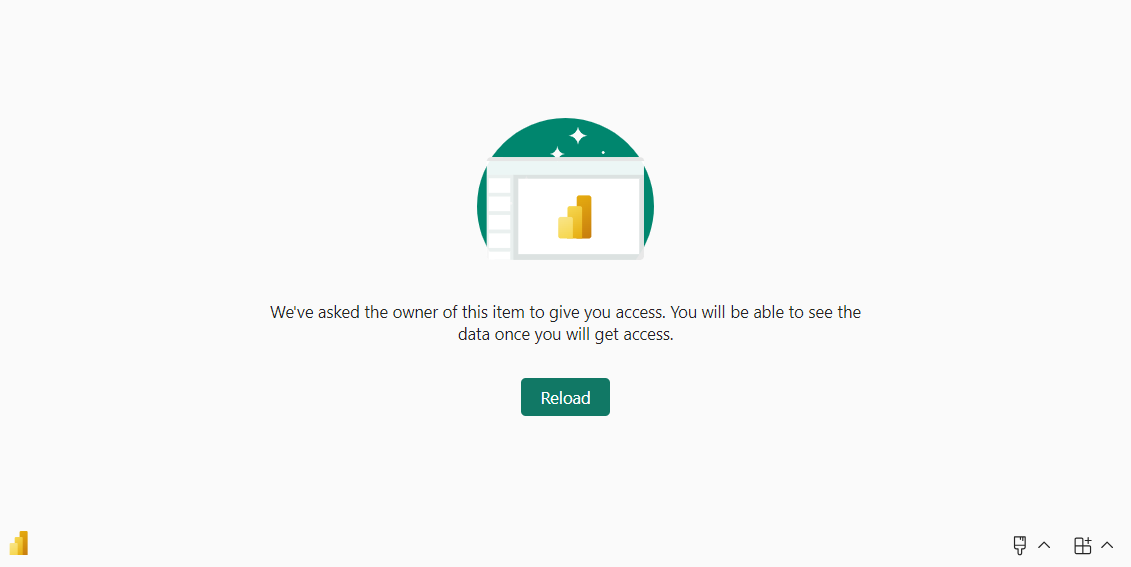 We've asked the owner of this item to give you access. You will be able to see the
data once you will get access.
Reload